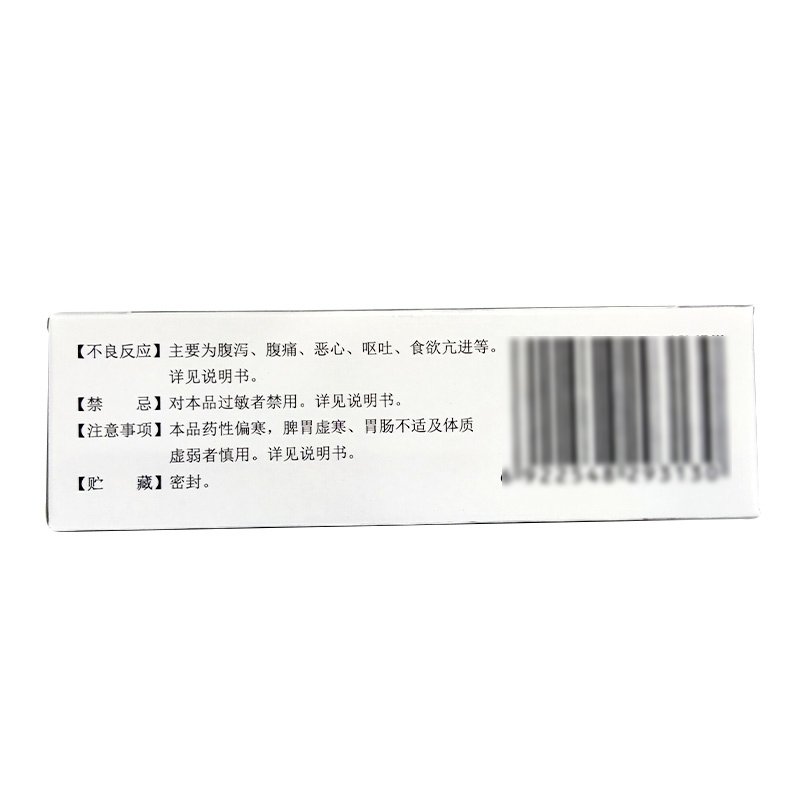 【不良反应】主要为腹泻、腹痛、恶心、呕吐、食欲亢进等。
详见说明书。
【禁 忌】对本品过敏者禁用。详见说明书。
【注意事项】本品药性偏寒，脾胃虚寒、胃肠不适及体质
虚弱者慎用。详见说明书。
【贮 藏】密封。
6922548293130